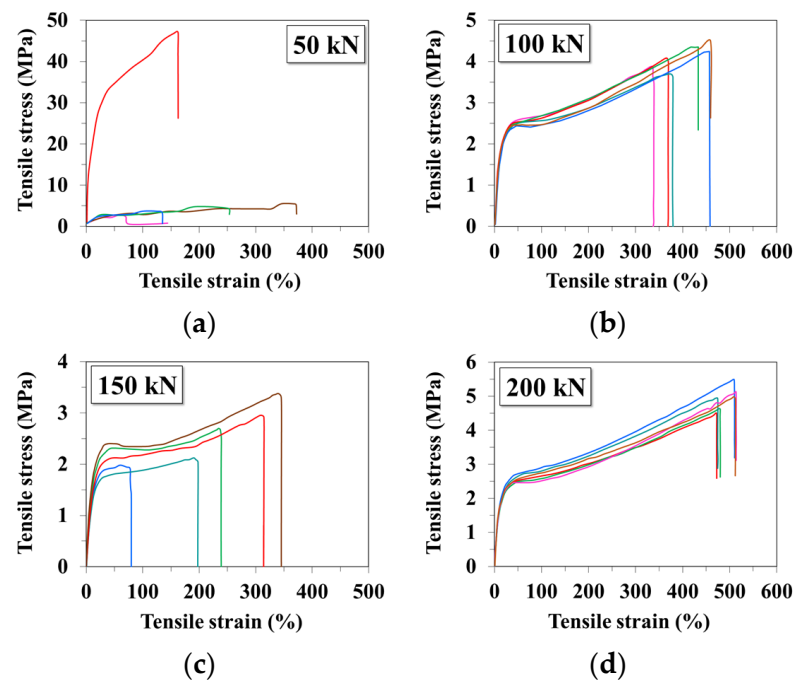 50 kN
Tensile stress (MPa)
50
40
30
20
10
0
0 100 200 300 400 500
Tensile strain (%)
(a)
100 kN
Tensile stress (MPa)
5
4
3
2
1
0
0 100 200 300 400 500 600
Tensile strain (%)
(b)
150 kN
Tensile stress (MPa)
4
3
2
1
0
0 100 200 300 400 500
Tensile strain (%)
(c)
200 kN
Tensile stress (MPa)
6
5
4
3
2
1
0
0 100 200 300 400 500 600
Tensile strain (%)
(d)